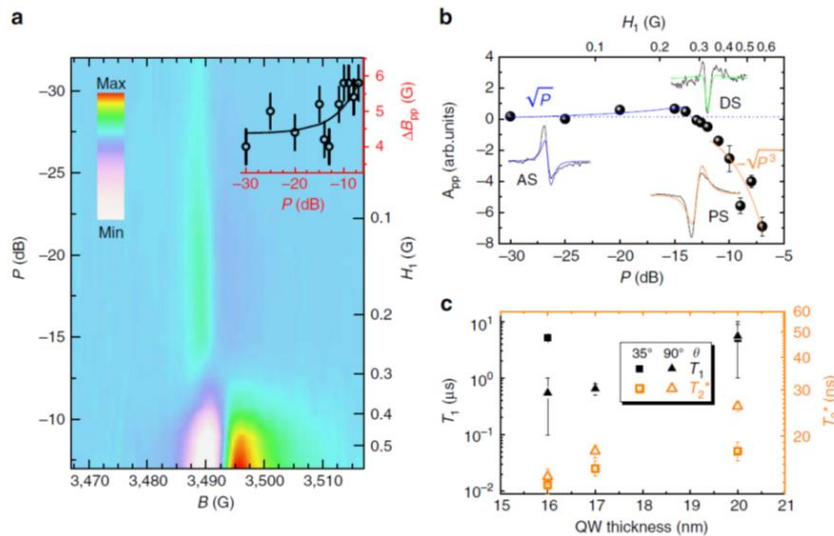 a
Max
Min
−30
−25
−20
−15
−10
P (dB)
3,470 3,480 3,490 3,500 3,510
B (G)
0.1
0.2
0.3
0.4
0.5
H1 (G)
6
5
4
ΔBpp (G)
−30 −20 −10
P (dB)
b
H1 (G)
0.1 0.2 0.3 0.4 0.5 0.6
4
2
0
−2
−4
−6
−8
App (arb.units)
√P
AS
DS
PS
−√P³
−30 −25 −20 −15 −10 −5
P (dB)
c
10¹
10⁰
10⁻¹
10⁻²
T1 (μs)
35° 90° θ
T1
T2*
60
50
40
30
20
T2* (ns)
15 16 17 18 19 20 21
QW thickness (nm)